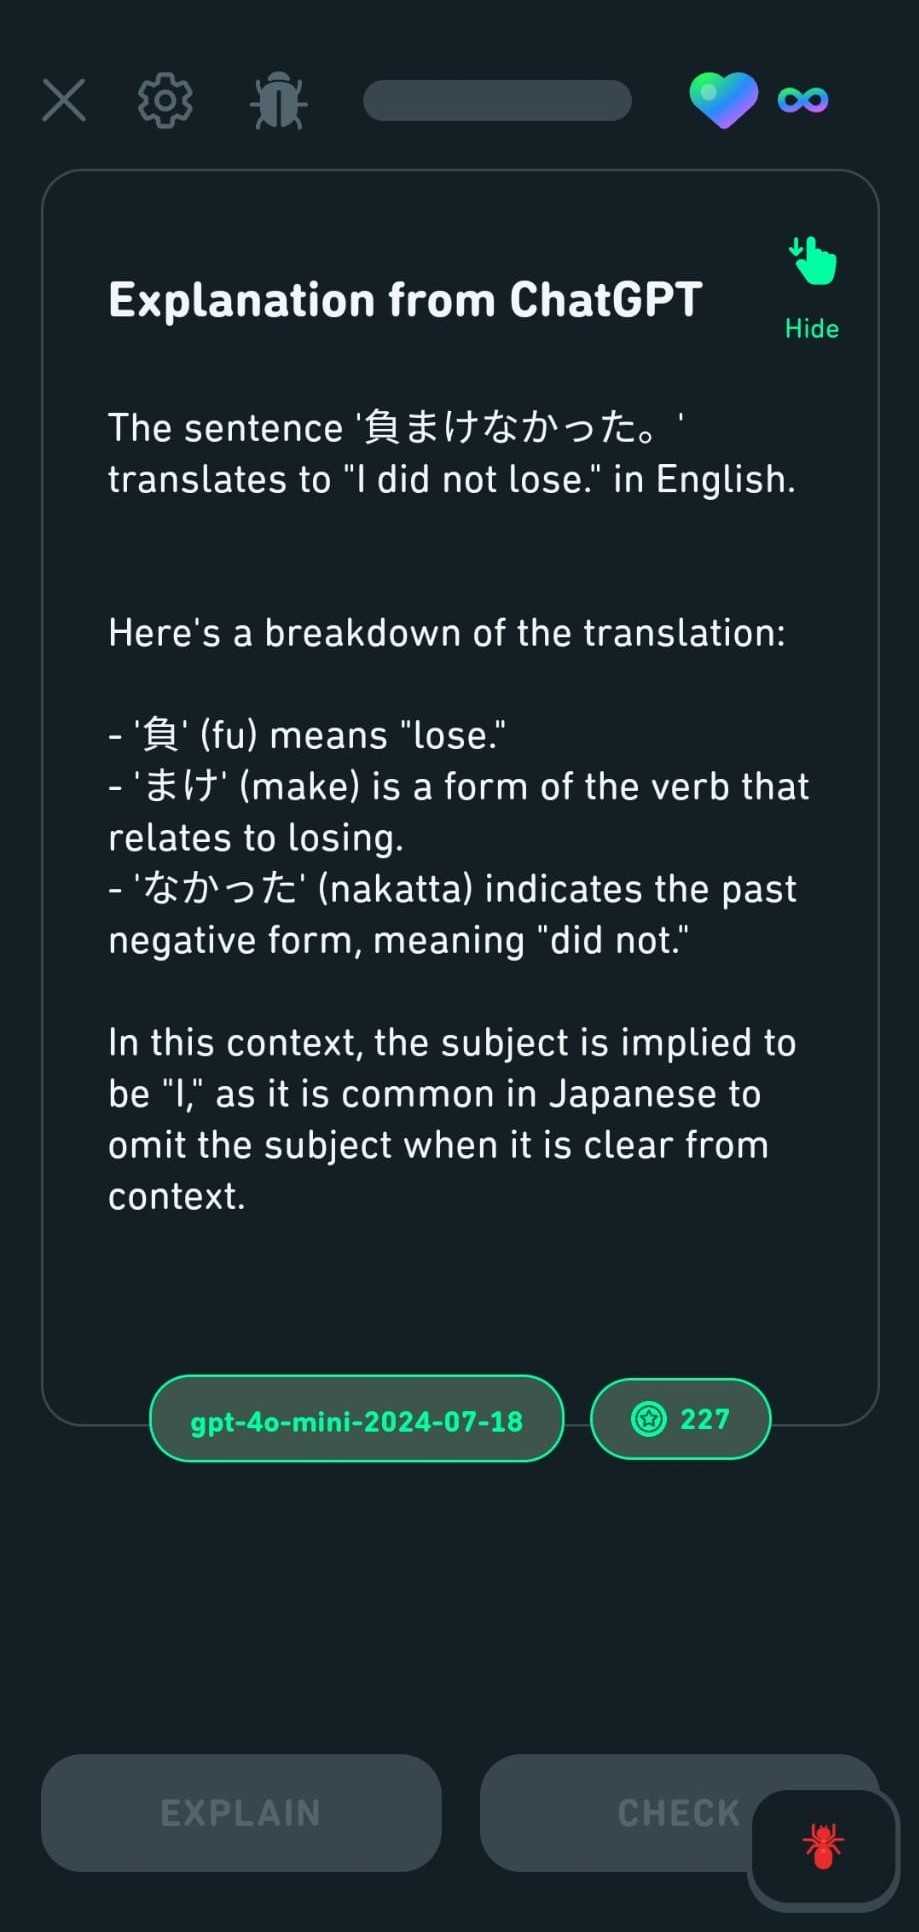 Explanation from ChatGPT
Hide
The sentence '負まけなかった。'
translates to "I did not lose." in English.
Here's a breakdown of the translation:
- '負' (fu) means "lose."
- 'まけ' (make) is a form of the verb that
relates to losing.
- 'なかった' (nakatta) indicates the past
negative form, meaning "did not."
In this context, the subject is implied to
be "I," as it is common in Japanese to
omit the subject when it is clear from
context.
gpt-4o-mini-2024-07-18
227
EXPLAIN
CHECK